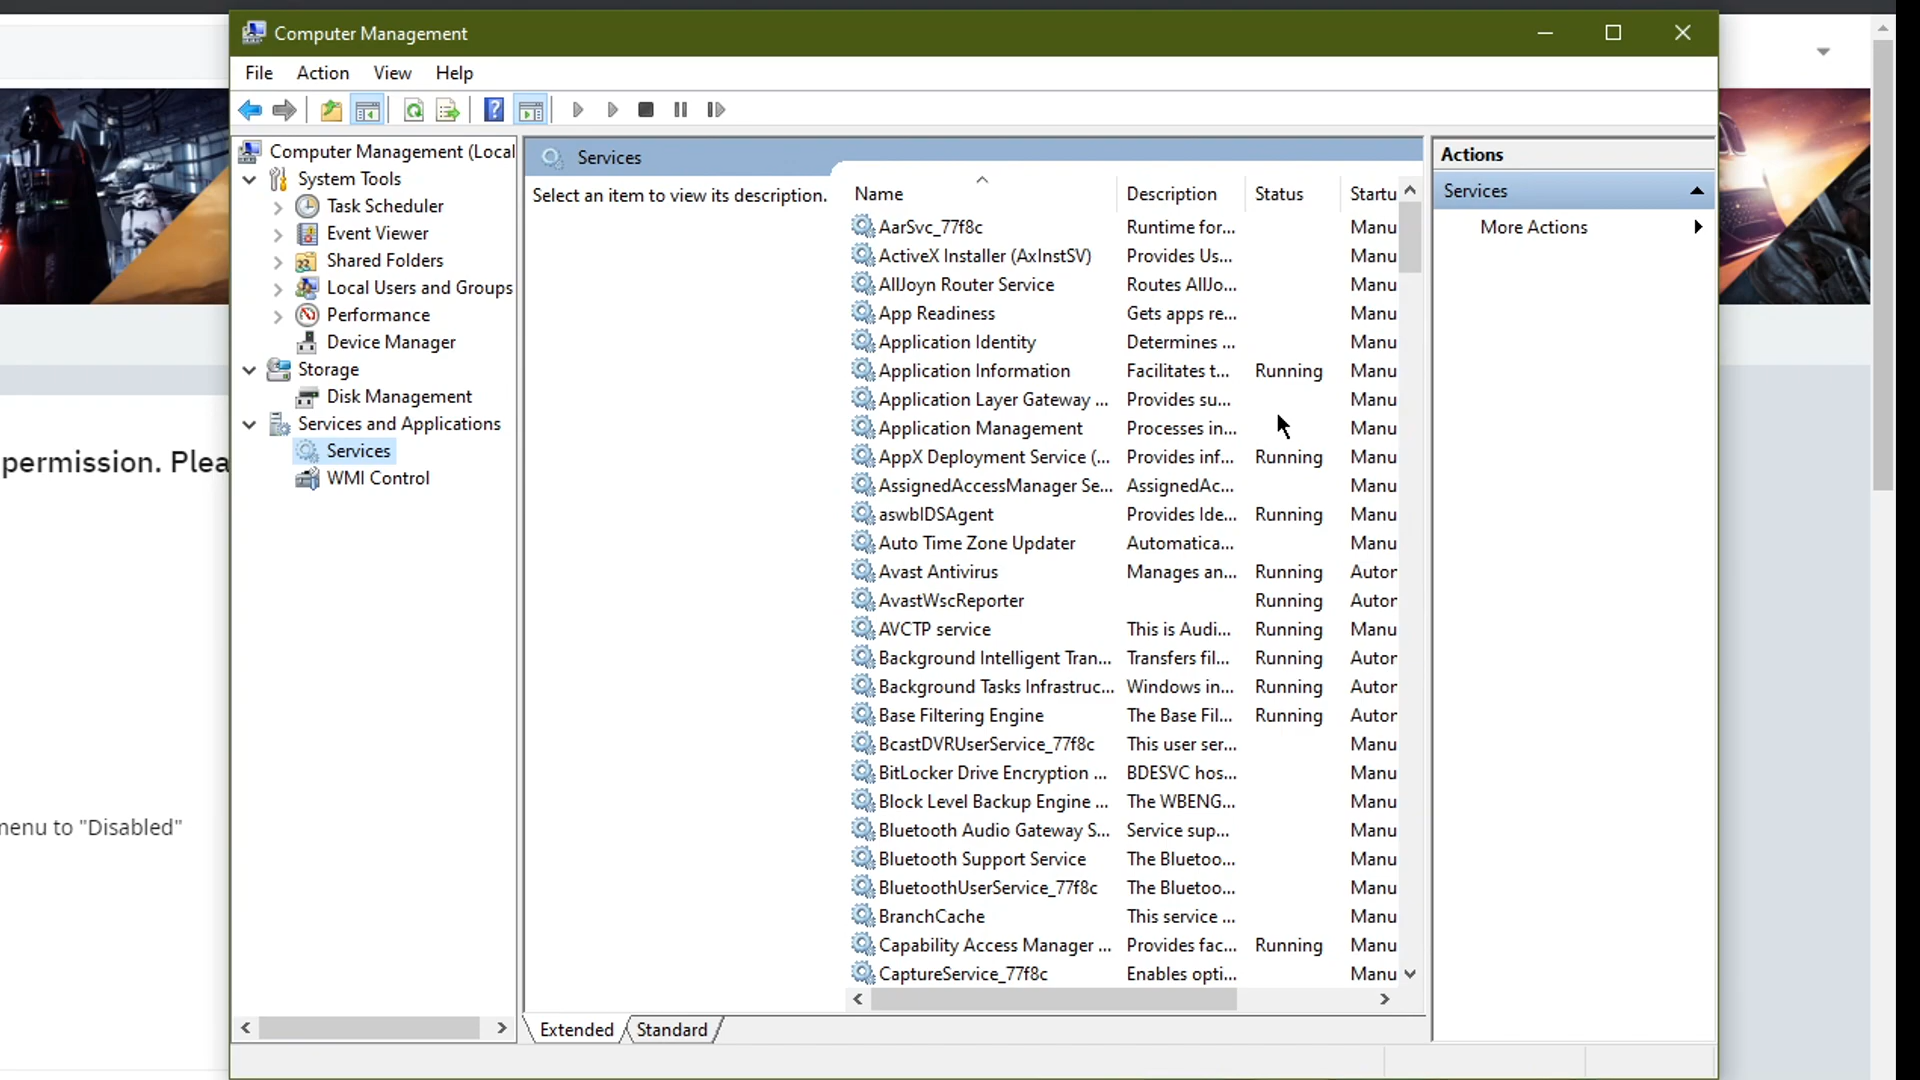 Computer Management
File Action View Help
Computer Management (Local
System Tools
Task Scheduler
Event Viewer
Shared Folders
Local Users and Groups
Performance
Device Manager
Storage
Disk Management
Services and Applications
Services
WMI Control
Services
Select an item to view its description.
Name Description Status Startu
AarSvc_77f8c Runtime for... Manu
ActiveX Installer (AxInstSV) Provides Us... Manu
AllJoyn Router Service Routes AllJo... Manu
App Readiness Gets apps re... Manu
Application Identity Determines ... Manu
Application Information Facilitates t... Running Manu
Application Layer Gateway ... Provides su... Manu
Application Management Processes in... Manu
AppX Deployment Service (... Provides inf... Running Manu
AssignedAccessManager Se... AssignedAc... Manu
aswbIDSAgent Provides Ide... Running Manu
Auto Time Zone Updater Automatica... Manu
Avast Antivirus Manages an... Running Autor
AvastWscReporter Running Autor
AVCTP service This is Audi... Running Manu
Background Intelligent Tran... Transfers fil... Running Autor
Background Tasks Infrastruc... Windows in... Running Autor
Base Filtering Engine The Base Fil... Running Autor
BcastDVRUserService_77f8c This user ser... Manu
BitLocker Drive Encryption ... BDESVC hos... Manu
Block Level Backup Engine ... The WBENG... Manu
Bluetooth Audio Gateway S... Service sup... Manu
Bluetooth Support Service The Bluetoo... Manu
BluetoothUserService_77f8c The Bluetoo... Manu
BranchCache This service ... Manu
Capability Access Manager ... Provides fac... Running Manu
CaptureService_77f8c Enables opti... Manu
Extended Standard
Actions
Services
More Actions
permission. Plea
menu to "Disabled"